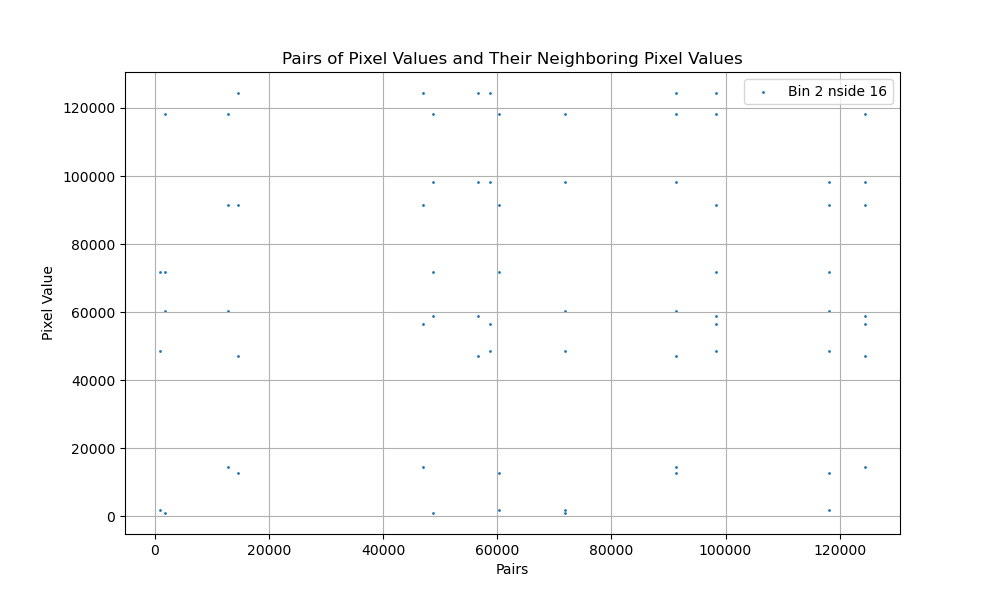 Pairs of Pixel Values and Their Neighboring Pixel Values
Bin 2 nside 16
120000
100000
80000
60000
40000
20000
0
Pixel Value
0 20000 40000 60000 80000 100000 120000
Pairs